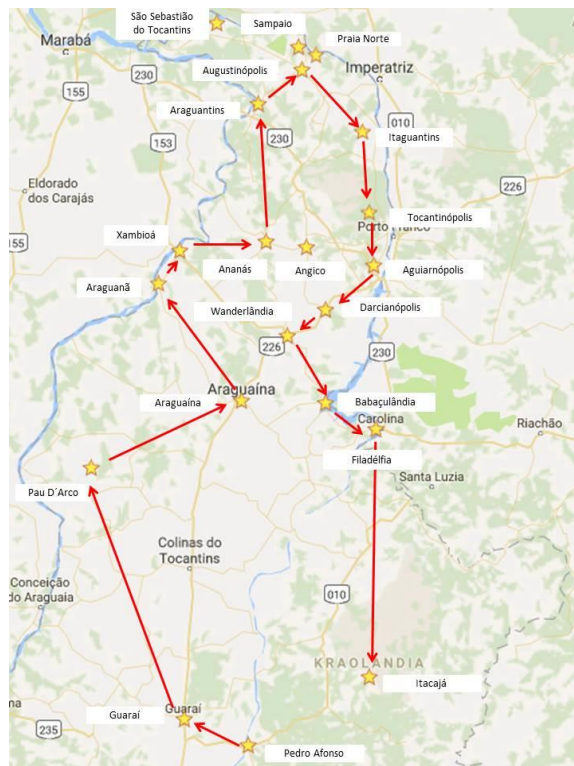 São Sebastião
do Tocantins
Sampaio
Marabá
Praia Norte
Augustinópolis
Imperatriz
230
155
Araguantins
010
230
Itaguantins
153
Eldorado
dos Carajás
226
Tocantinópolis
Porto Franco
Xambioá
155
Ananás
Angico
Aguiarnópolis
Araguanã
Wanderlândia
Darcianópolis
226
230
Araguaína
Araguaína
Babaçulândia
Carolina
Riachão
Filadélfia
Santa Luzia
Pau D´Arco
Colinas do
Tocantins
Conceição
do Araguaia
010
KRAOLANDIA
Itacajá
ma
Guaraí
Guaraí
235
Pedro Afonso